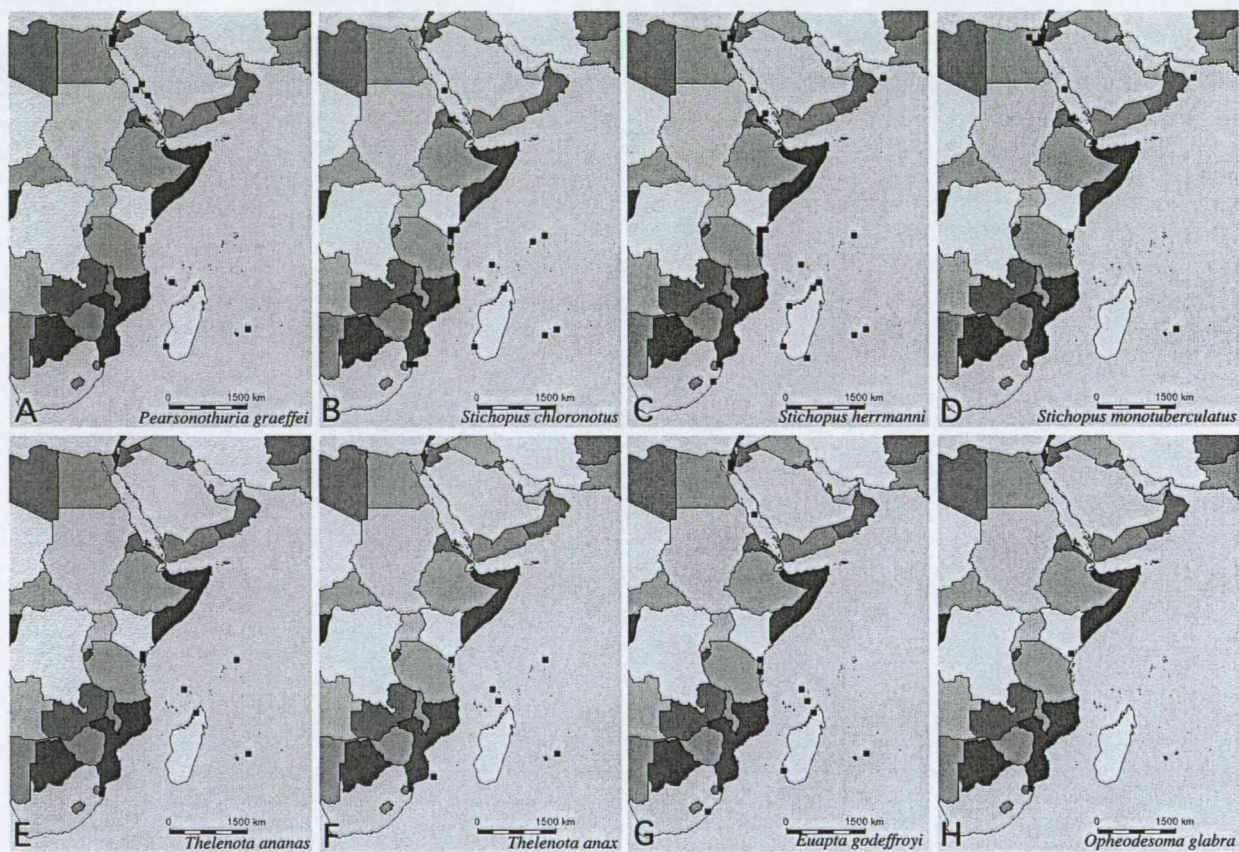 A
0 1500 km
Pearsonothuria graeffei
B
0 1500 km
Stichopus chloronotus
C
0 1500 km
Stichopus herrmanni
D
0 1500 km
Stichopus monotuberculatus
E
0 1500 km
Thelenota ananas
F
0 1500 km
Thelenota anax
G
0 1500 km
Euapta godeffroyi
H
0 1500 km
Opheodesoma glabra